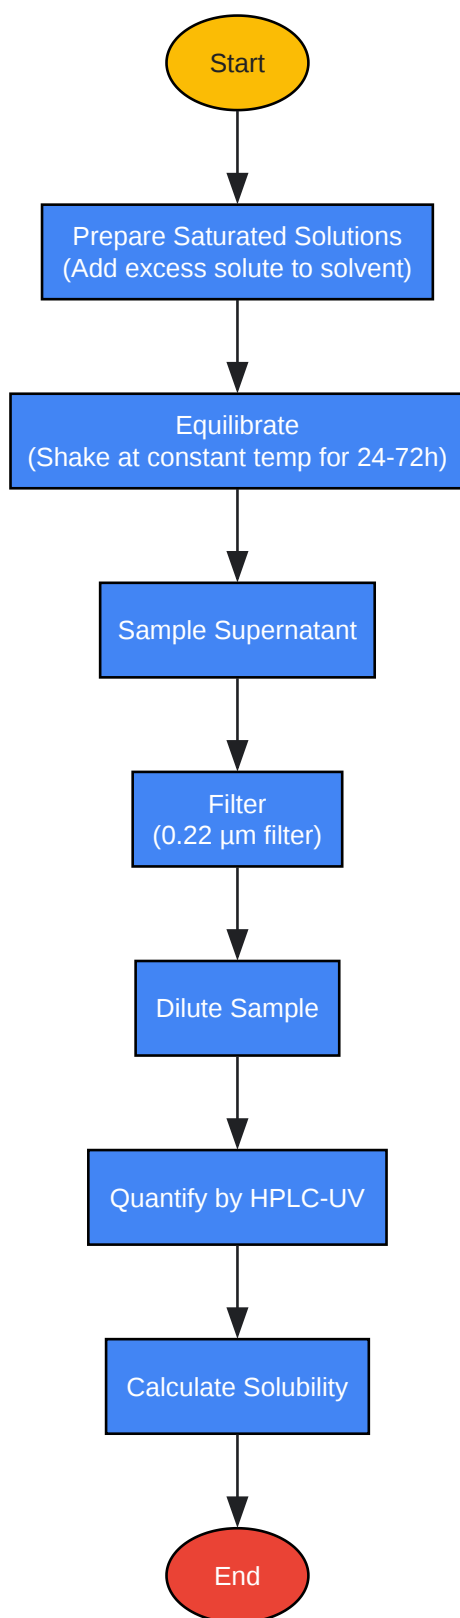 Start
Prepare Saturated Solutions
(Add excess solute to solvent)
Equilibrate
(Shake at constant temp for 24-72h)
Sample Supernatant
Filter
(0.22 µm filter)
Dilute Sample
Quantify by HPLC-UV
Calculate Solubility
End